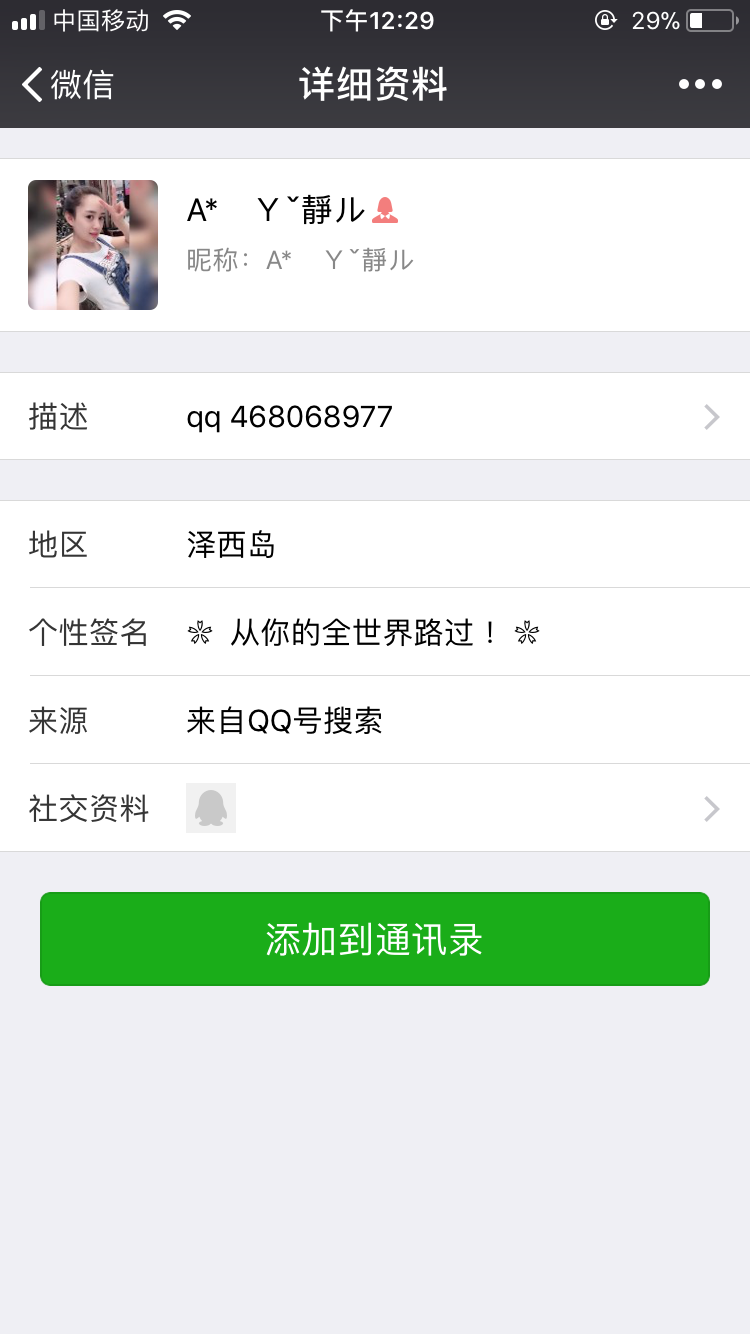 中国移动 下午12:29 29%
微信 详细资料
A* Ｙˇ靜ル
昵称：A* Ｙˇ靜ル
描述 qq 468068977
地区 泽西岛
个性签名 ❀ 从你的全世界路过！❀
来源 来自QQ号搜索
社交资料
添加到通讯录